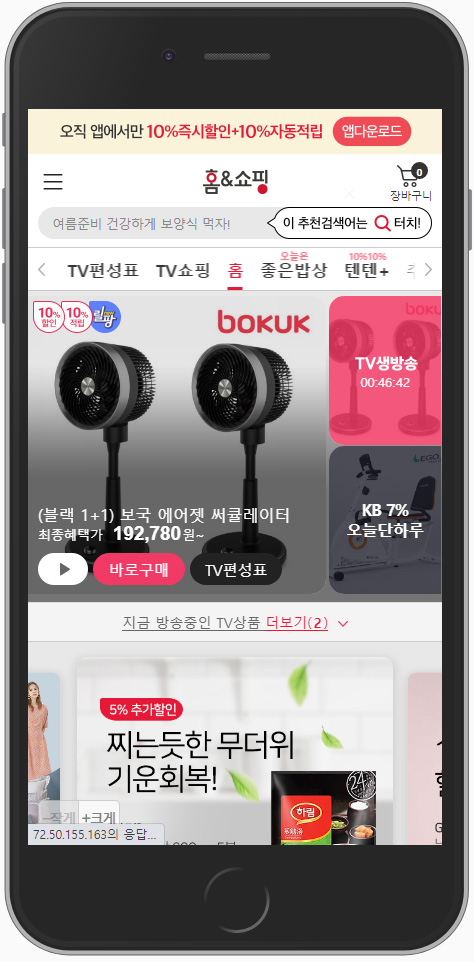 오직 앱에서만 10%즉시할인+10%자동적립 앱다운로드
홈&쇼핑
0
장바구니
여름준비 건강하게 보양식 먹자!
이 추천검색어는 터치!
오늘은
10%10%
TV편성표 TV쇼핑 홈 좋은밥상 텐텐+
10% 할인
10% 적립
릴팡
bokuk
TV생방송
00:46:42
(블랙 1+1) 보국 에어젯 써큘레이터
최종혜택가 192,780원~
바로구매 TV편성표
KB 7%
오늘단하루
지금 방송중인 TV상품 더보기(2)
5% 추가할인
찌는듯한 무더위
기운회복!
24
하림
-작게 +크게
72.50.155.163의 응답...